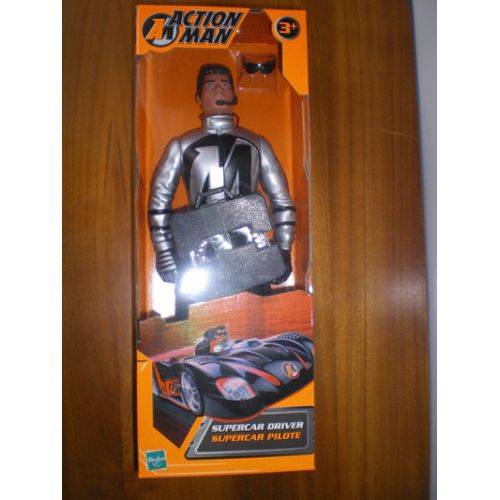 ACTION
MAN
3+
M
SUPERCAR DRIVER
SUPERCAR PILOTE
Hasbro